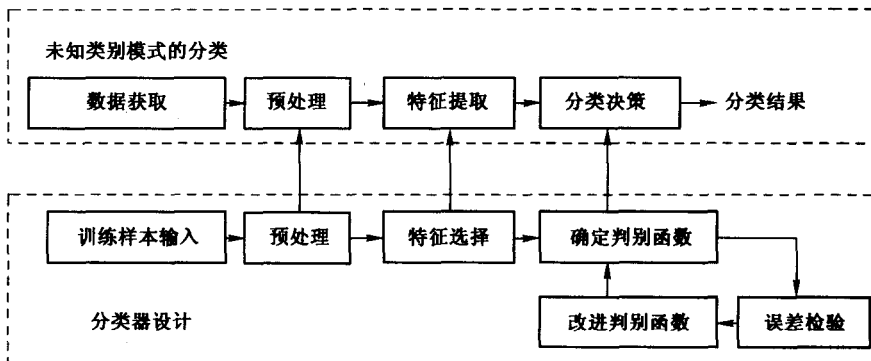 未知类别模式的分类
数据获取
预处理
特征提取
分类决策
分类结果
训练样本输入
预处理
特征选择
确定判别函数
分类器设计
改进判别函数
误差检验